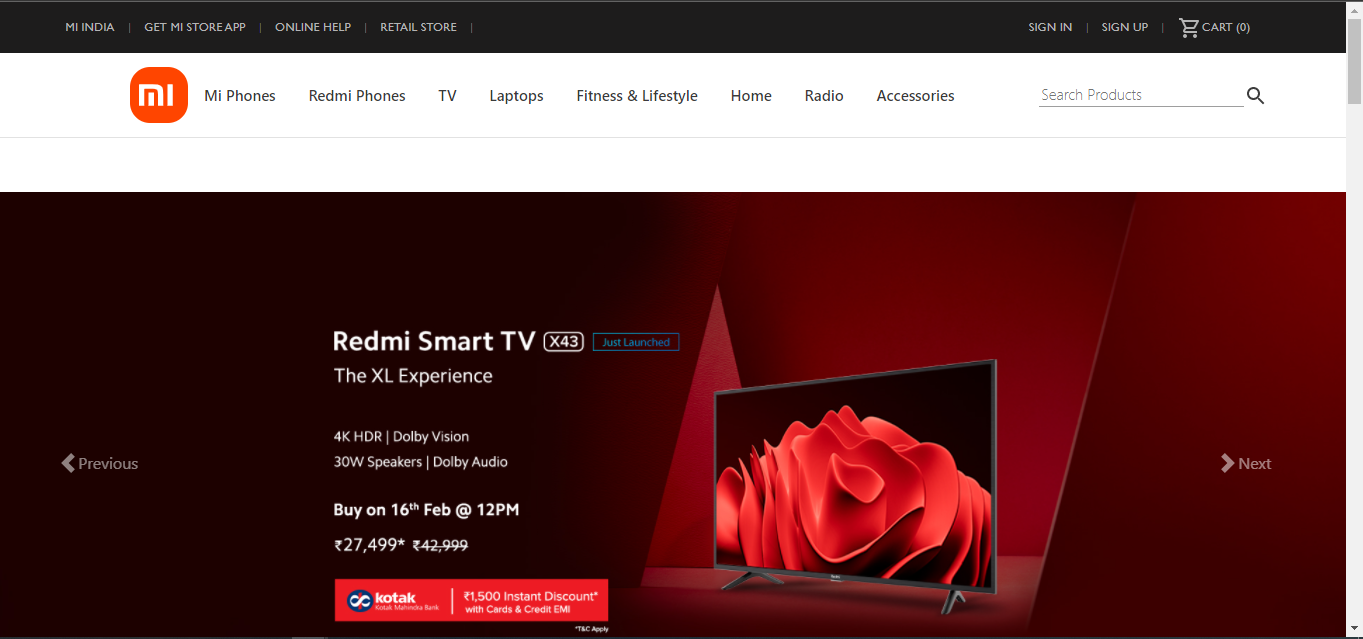 MI INDIA | GET MI STORE APP | ONLINE HELP | RETAIL STORE |
SIGN IN | SIGN UP | CART (0)
mi Mi Phones Redmi Phones TV Laptops Fitness & Lifestyle Home Radio Accessories Search Products
Redmi Smart TV X43 Just Launched
The XL Experience
4K HDR | Dolby Vision
30W Speakers | Dolby Audio
Previous
Next
Buy on 16th Feb @ 12PM
₹27,499* ₹42,999
kotak
Kotak Mahindra Bank
₹1,500 Instant Discount*
with Cards & Credit EMI
*T&C Apply
Redmi